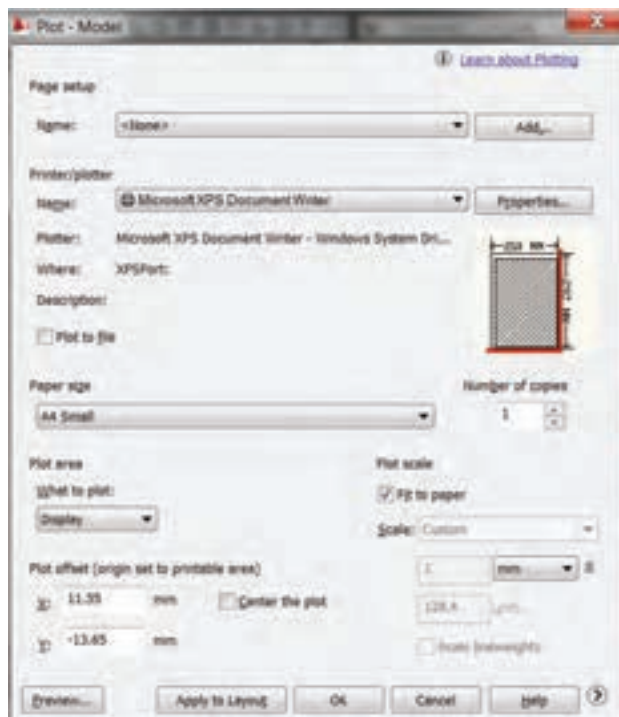 Plot - Model
Learn about Plotting
Page setup
Name: <None> Add...
Printer/plotter
Name: Microsoft XPS Document Writer Properties...
Plotter: Microsoft XPS Document Writer - Windows System Dri...
Where: XPSPort:
Description:
Plot to file
210 MM
297 MM
Paper size
Number of copies
A4 Small
1
Plot area
Plot scale
What to plot:
Fit to paper
Display
Scale: Custom
Plot offset (origin set to printable area)
mm
X: 11.55 mm Center the plot
Y: -13.65 mm
Scale lineweights
Preview... Apply to Layout OK Cancel Help